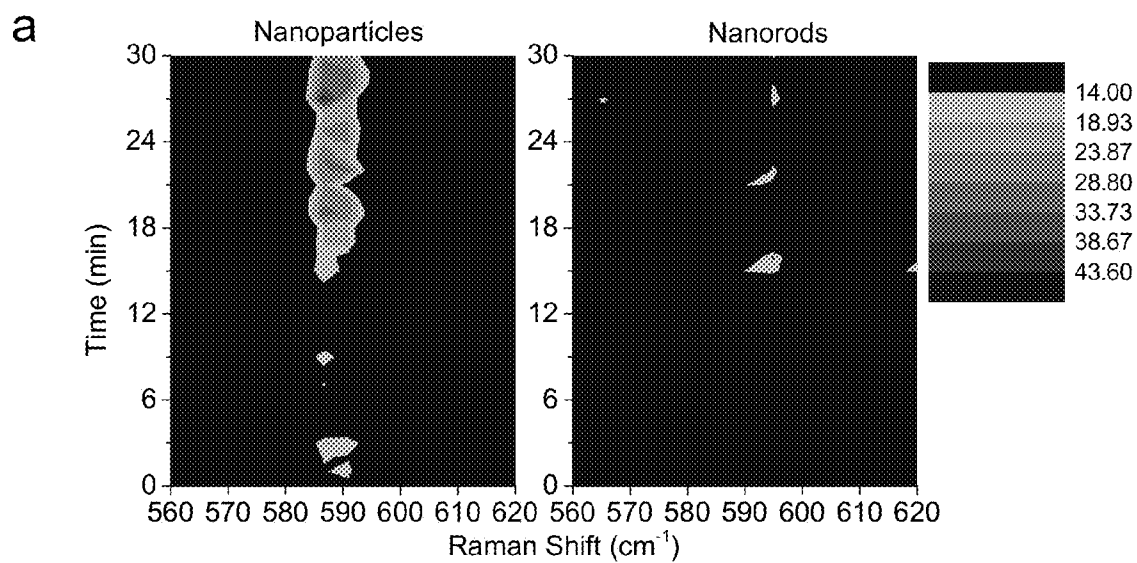 a
Nanoparticles
Nanorods
30
24
18
12
6
0
Time (min)
560 570 580 590 600 610 620
30
24
18
12
6
0
560 570 580 590 600 610 620
Raman Shift (cm⁻¹)
14.00
18.93
23.87
28.80
33.73
38.67
43.60